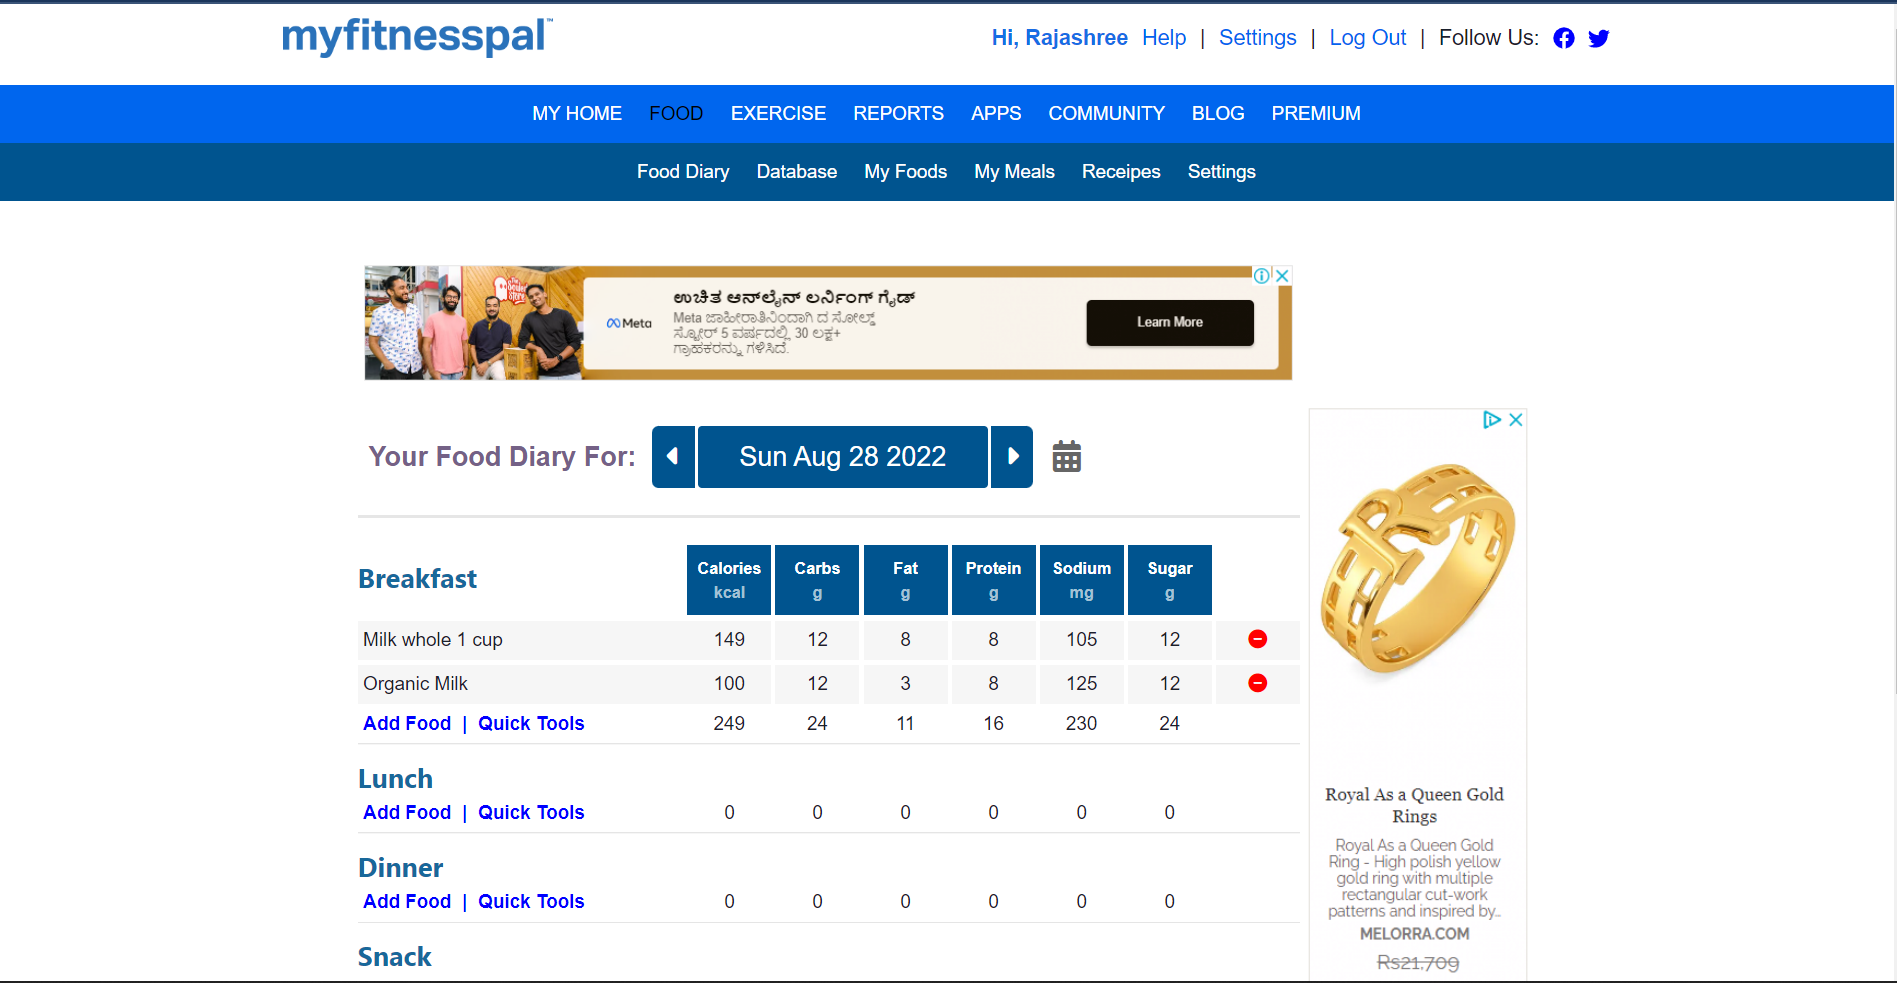 myfitnesspal™
Hi, Rajashree Help | Settings | Log Out | Follow Us:
MY HOME FOOD EXERCISE REPORTS APPS COMMUNITY BLOG PREMIUM
Food Diary Database My Foods My Meals Receipes Settings
The Souled Store
Meta
ಉಚಿತ ಆನ್‌ಲೈನ್ ಲರ್ನಿಂಗ್ ಗೈಡ್
Meta ಜಾಹೀರಾತಿನಿಂದಾಗಿ ದ ಸೋಲ್ಡ್
ಸ್ಟೋರ್ 5 ವರ್ಷದಲ್ಲಿ 30 ಲಕ್ಷ+
ಗ್ರಾಹಕರನ್ನು ಗಳಿಸಿದೆ.
Learn More
Your Food Diary For: Sun Aug 28 2022
Breakfast Calories kcal Carbs g Fat g Protein g Sodium mg Sugar g
Milk whole 1 cup 149 12 8 8 105 12
Organic Milk 100 12 3 8 125 12
Add Food | Quick Tools 249 24 11 16 230 24
Lunch
Add Food | Quick Tools 0 0 0 0 0 0
Dinner
Add Food | Quick Tools 0 0 0 0 0 0
Snack
Royal As a Queen Gold
Rings
Royal As a Queen Gold
Ring - High polish yellow
gold ring with multiple
rectangular cut-work
patterns and inspired by...
MELORRA.COM
Rs21,709